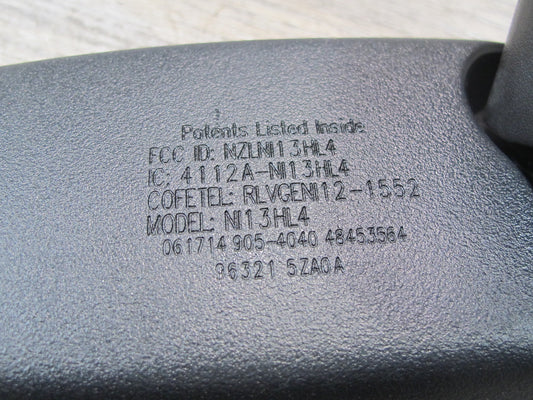 Patents Listed Inside
FCC ID: NZLNI13HL4
IC: 4112A-NI13HL4
COFETEL: RLVGENI12-1552
MODEL: NI13HL4
061714 905-4040 48453564
96321 5ZA0A